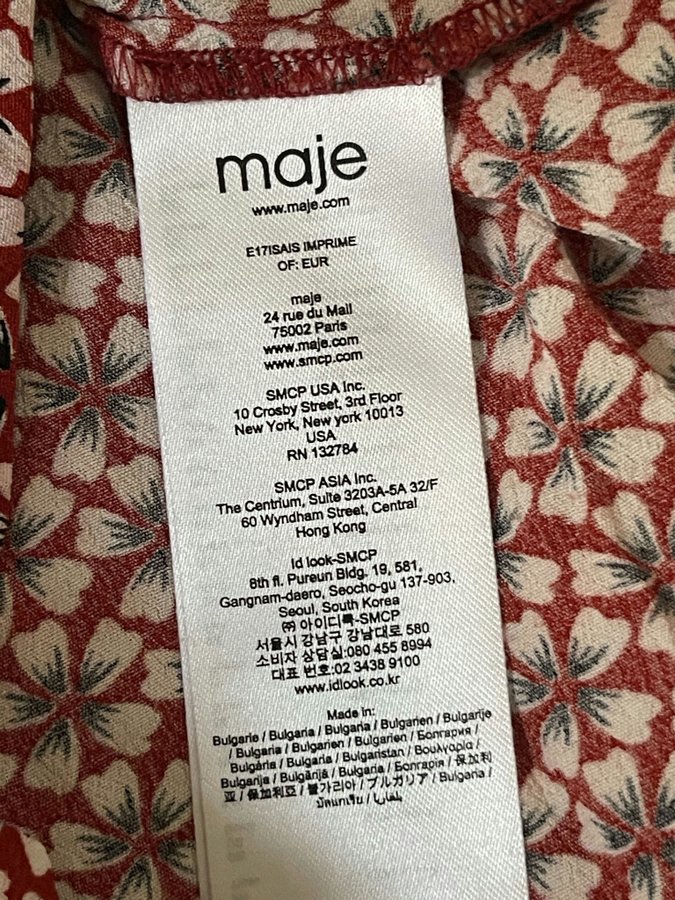 maje
www.maje.com
E17ISAIS IMPRIME
OF: EUR
maje
24 rue du Mail
75002 Paris
www.maje.com
www.smcp.com
SMCP USA Inc.
10 Crosby Street, 3rd Floor
New York, New york 10013
USA
RN 132784
SMCP ASIA Inc.
The Centrium, Suite 3203A-5A 32/F
60 Wyndham Street, Central
Hong Kong
Id look-SMCP
6th fl. Pureun Bldg. 19, 581,
Gangnam-daero, Seocho-gu 137-903,
Seoul, South Korea
㈜ 아이디룩-SMCP
서울시 강남구 강남대로 580
소비자 상담실:080 455 8994
대표 번호:02 3438 9100
www.idlook.co.kr
Made in:
Bulgarie / Bulgaria / Bulgaria / Bulgarien / Bulgarije
/ Bulgaria / Bulgarien / Bulgarien / Болгария /
Bulgária / Bulgaria / Bulgaristan / Βουλγαρία /
Bulgarija / Bulgārijā / Bulgaria / Болгарія / 保加利
亚 / 保加利亞 / 불가리아 / ブルガリア / Bulgaria /
بلغاريا /